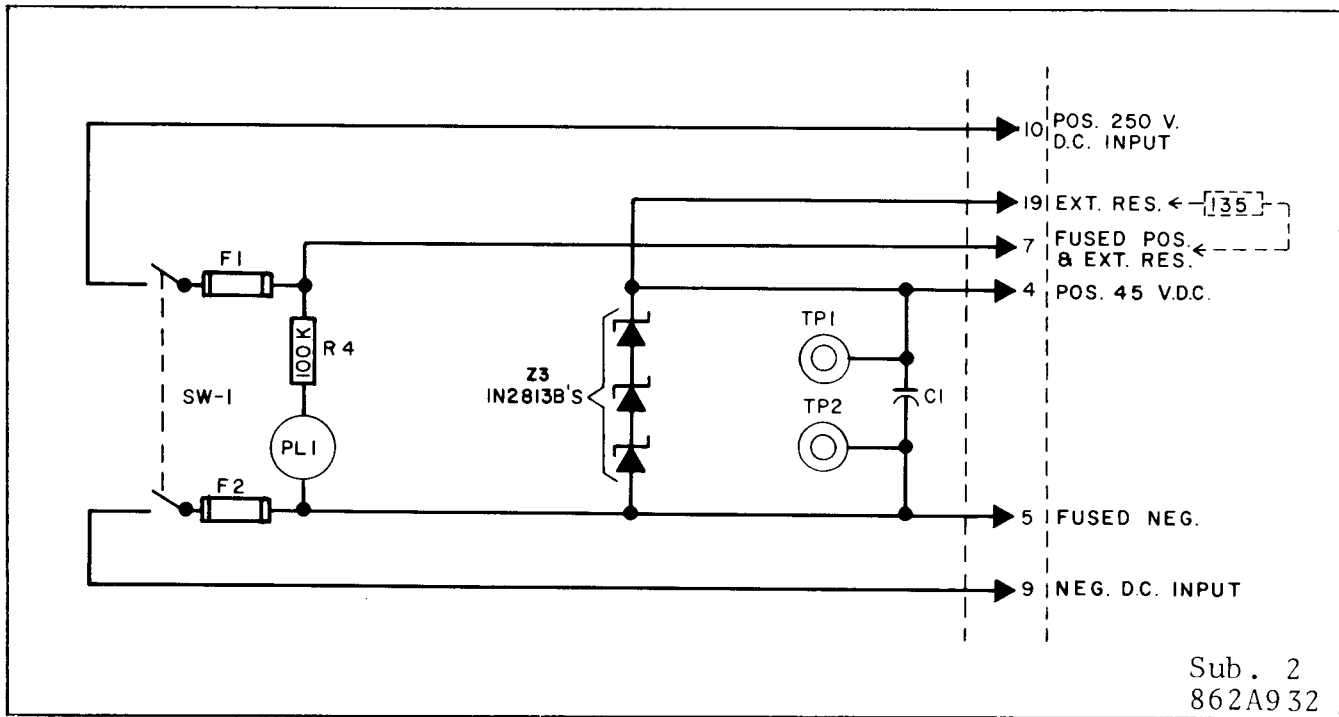 10 POS. 250 V.
D.C. INPUT
19 EXT. RES.
135
7 FUSED POS.
& EXT. RES.
4 POS. 45 V.D.C.
F1
R4
100 K
SW-1
PL1
F2
Z3
IN2813B'S
TP1
TP2
C1
5 FUSED NEG.
9 NEG. D.C. INPUT
Sub. 2
862A932